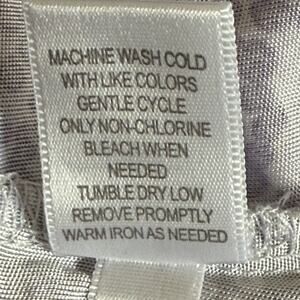 MACHINE WASH COLD
WITH LIKE COLORS
GENTLE CYCLE
ONLY NON-CHLORINE
BLEACH WHEN
NEEDED
TUMBLE DRY LOW
REMOVE PROMPTLY
WARM IRON AS NEEDED